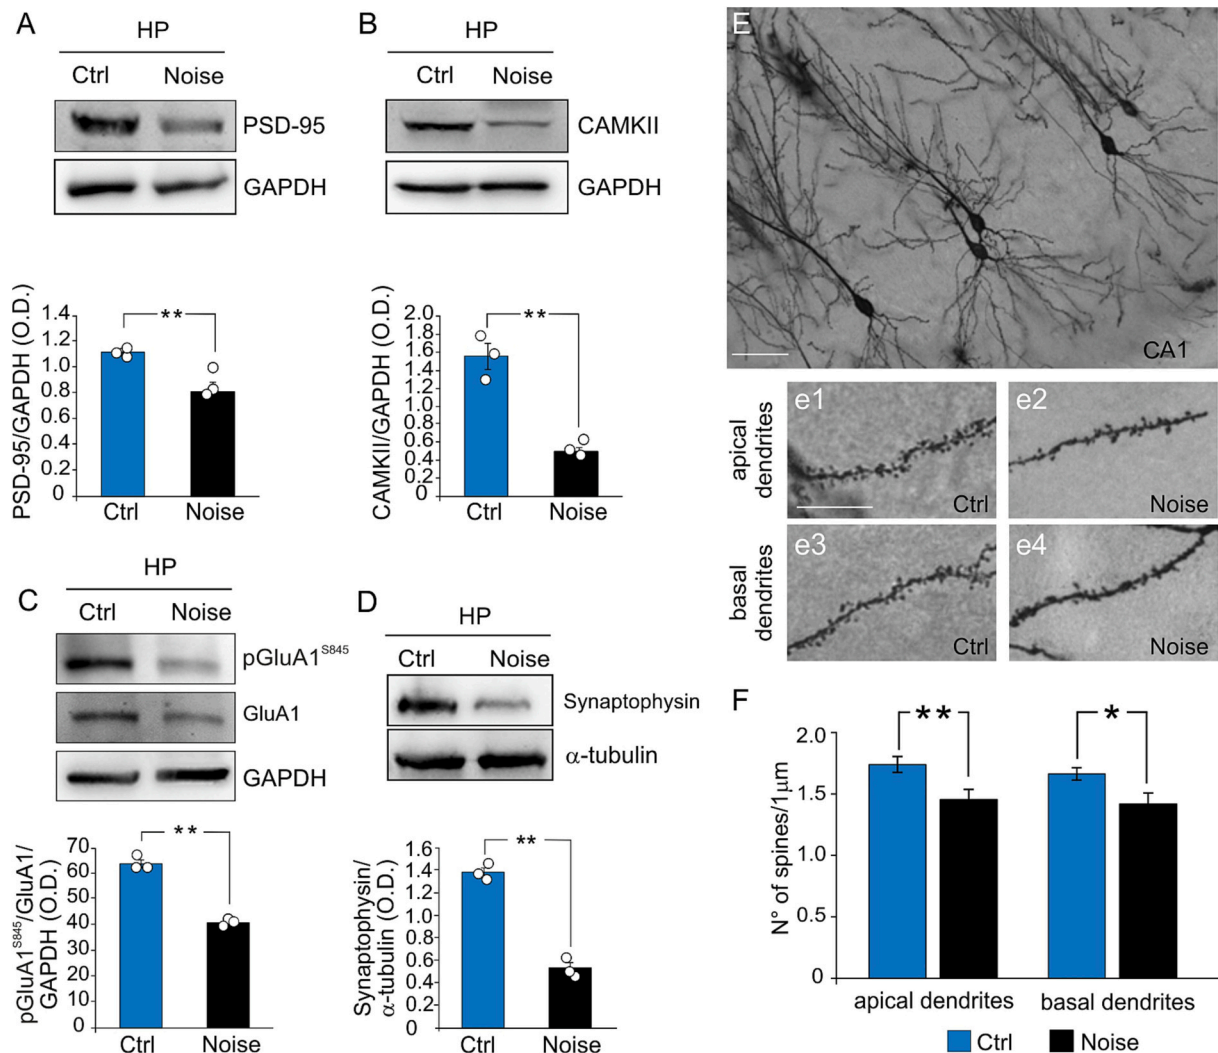 A
HP
Ctrl Noise
PSD-95
GAPDH
PSD-95/GAPDH (O.D.)
1.4
1.2
1.0
0.8
0.6
0.4
0.2
0
**
Ctrl Noise
B
HP
Ctrl Noise
CAMKII
GAPDH
CAMKII/GAPDH (O.D.)
2.0
1.8
1.6
1.4
1.2
1.0
0.8
0.6
0.4
0.2
0
**
Ctrl Noise
C
HP
Ctrl Noise
pGluA1S845
GluA1
GAPDH
pGluA1S845/GluA1/
GAPDH (O.D.)
70
60
50
40
30
20
10
0
**
Ctrl Noise
D
HP
Ctrl Noise
Synaptophysin
α-tubulin
Synaptophysin/
α-tubulin (O.D.)
1.6
1.4
1.2
1.0
0.8
0.6
0.4
0.2
0
**
Ctrl Noise
E
CA1
apical
dendrites
e1
Ctrl
e2
Noise
basal
dendrites
e3
Ctrl
e4
Noise
F
N° of spines/1μm
2.0
1.5
1.0
0.5
0
**
*
apical dendrites basal dendrites
Ctrl Noise